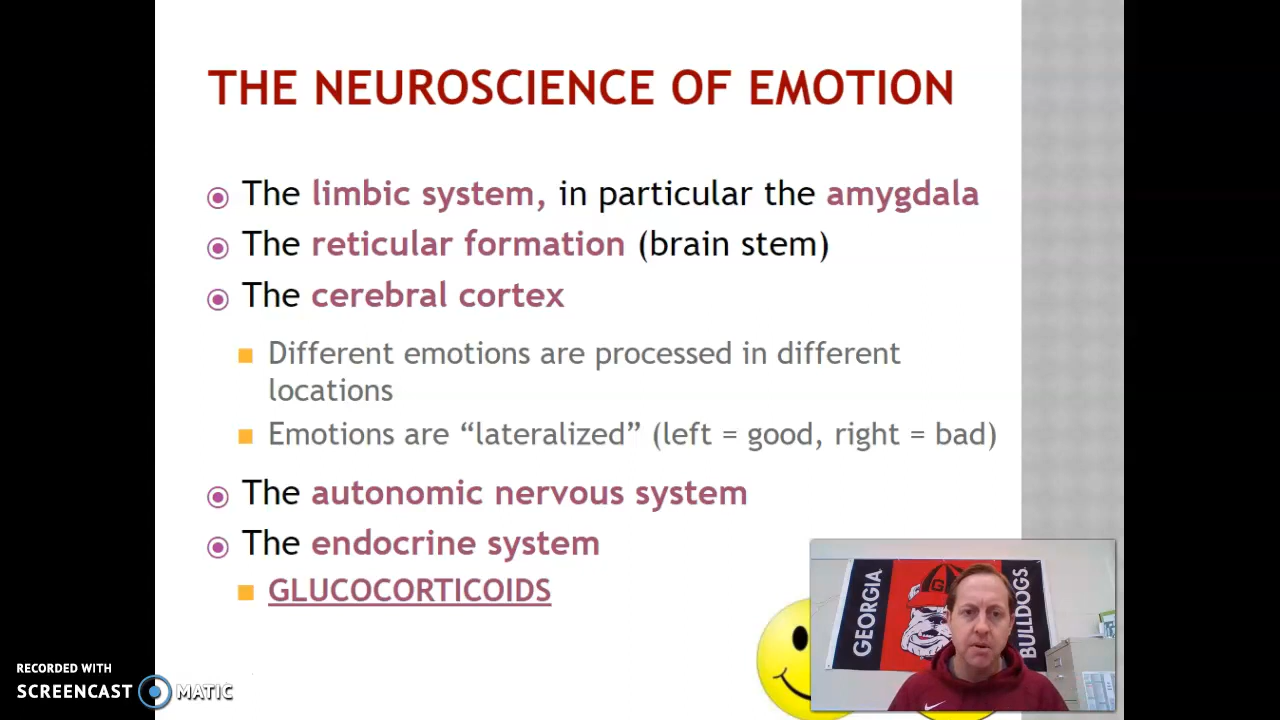 THE NEUROSCIENCE OF EMOTION
The limbic system, in particular the amygdala
The reticular formation (brain stem)
The cerebral cortex
Different emotions are processed in different
locations
Emotions are “lateralized” (left = good, right = bad)
The autonomic nervous system
The endocrine system
GLUCOCORTICOIDS
GEORGIA
G
BULLDOGS
RECORDED WITH
SCREENCAST MATIC